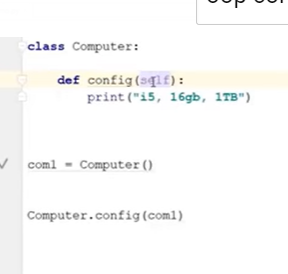 class Computer:
def config(self):
print("i5, 16gb, 1TB")
com1 = Computer()
Computer.config(com1)